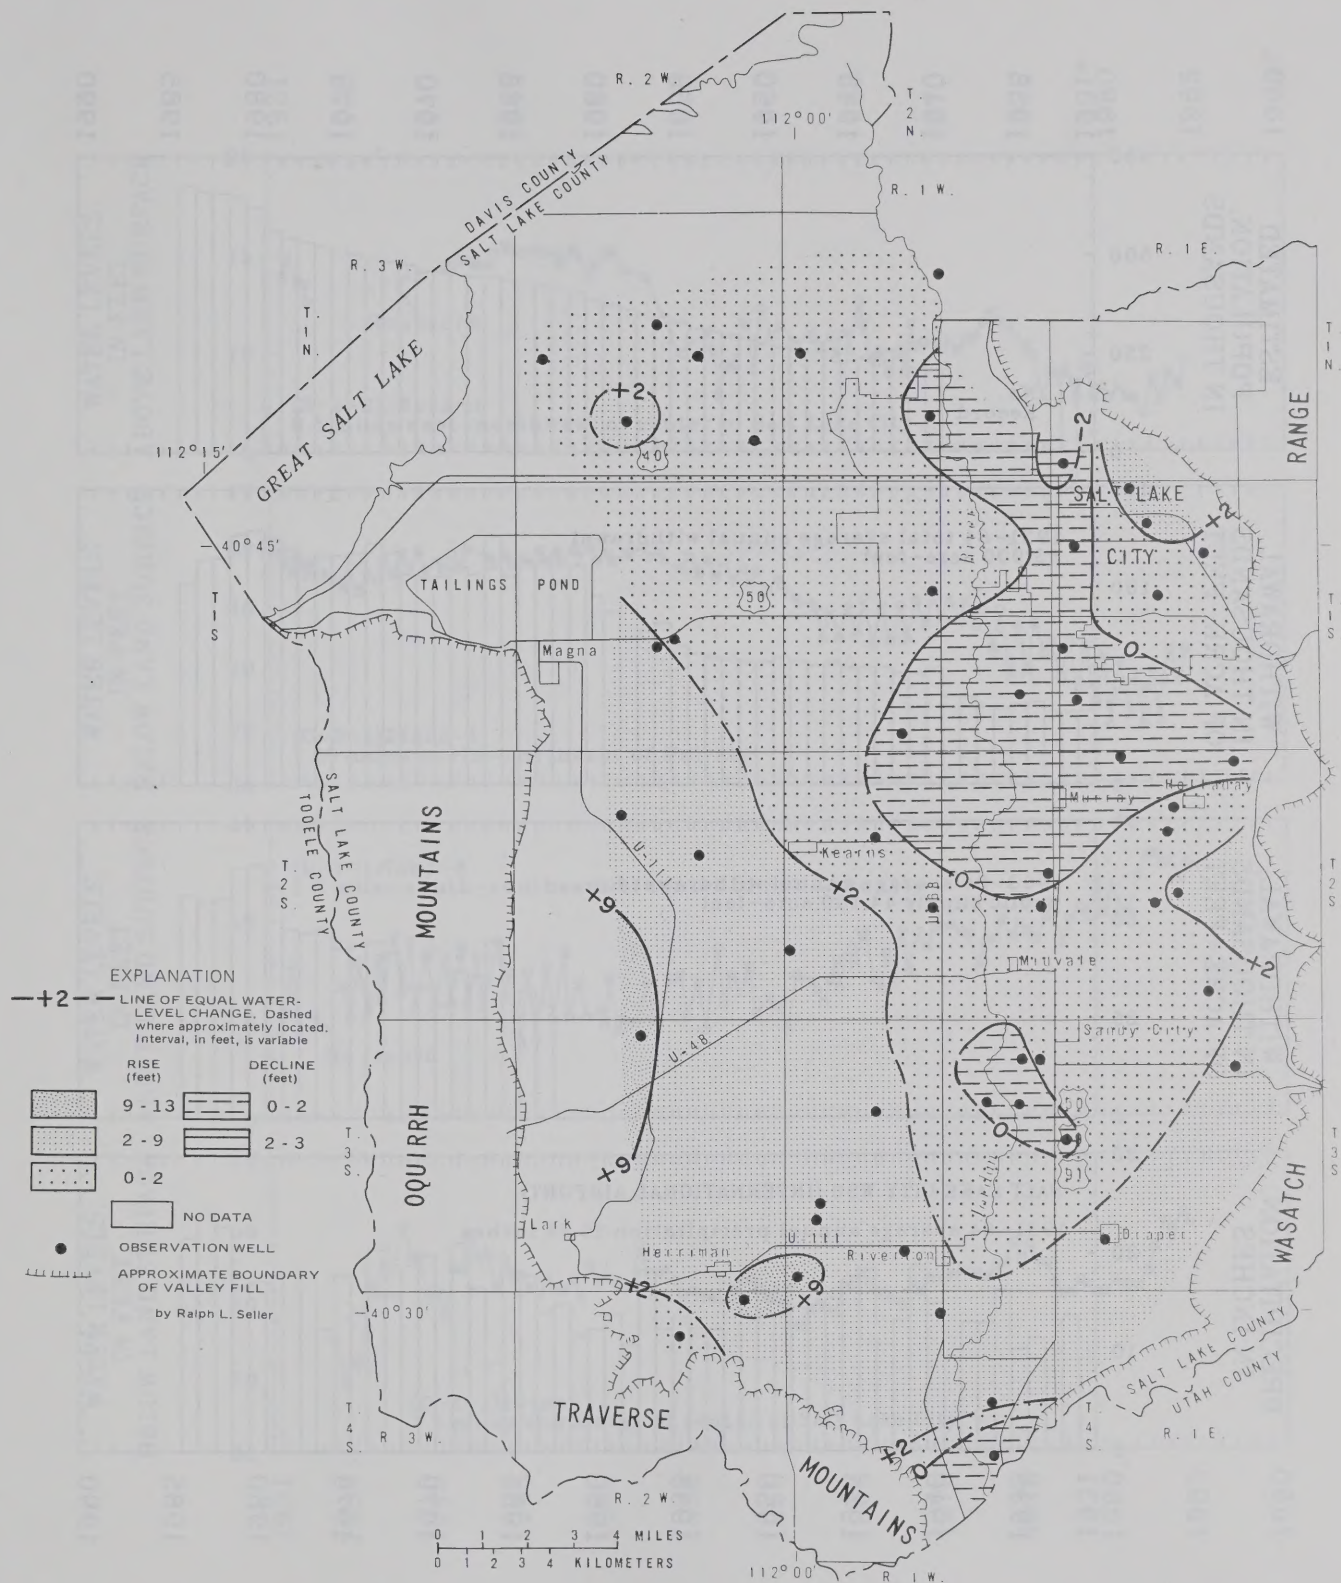 R. 2 W.
T. 2 N.
112°00'
DAVIS COUNTY
SALT LAKE COUNTY
R. 1 W.
R. 3 W.
R. 1 E.
T. 1 N.
T. 1 N.
GREAT SALT LAKE
+2
-2
40
RANGE
112°15'
SALT LAKE
CITY
+2
40°45'
River
TAILINGS POND
50
T. 1 S.
T. 1 S.
Magna
0
SALT LAKE COUNTY
TOOELE COUNTY
MOUNTAINS
U-111
Murray
Holladay
Kearns
T. 2 S.
T. 2 S.
+9
+2
0
U-68
Midvale
+2
EXPLANATION
+2
LINE OF EQUAL WATER-
LEVEL CHANGE. Dashed
where approximately located.
Interval, in feet, is variable
RISE
(feet)
DECLINE
(feet)
9 - 13
0 - 2
2 - 9
2 - 3
0 - 2
NO DATA
OBSERVATION WELL
APPROXIMATE BOUNDARY
OF VALLEY FILL
by Ralph L. Seiler
Sandy City
U-48
50
0
91
T. 3 S.
T. 3 S.
OQUIRRH
+9
Jordan
WASATCH
Lark
Herriman
U-111
Riverton
Draper
+2
+9
40°30'
SALT LAKE COUNTY
UTAH COUNTY
TRAVERSE
T. 4 S.
R. 3 W.
T. 4 S.
R. 1 E.
+2
0
MOUNTAINS
R. 2 W.
0 1 2 3 4 MILES
0 1 2 3 4 KILOMETERS
112°00'
R. 1 W.